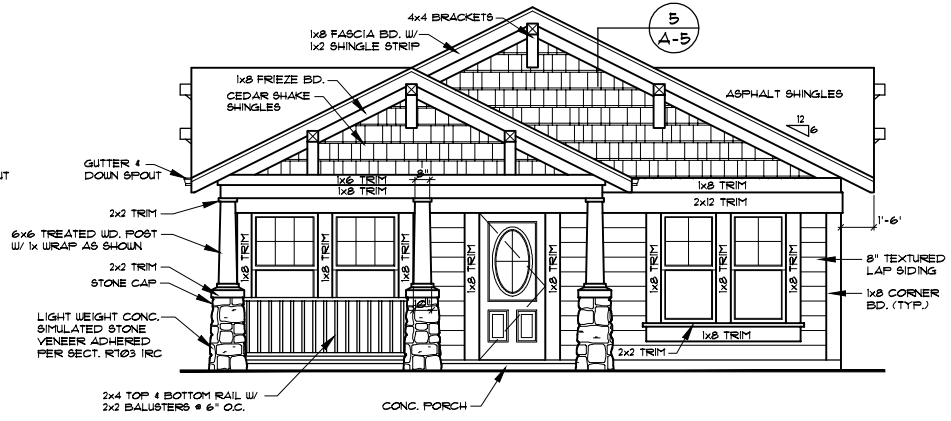 4x4 BRACKETS
5
A-5
1x8 FASCIA BD. W/
1x2 SHINGLE STRIP
1x8 FRIEZE BD.
CEDAR SHAKE
SHINGLES
ASPHALT SHINGLES
12
6
GUTTER &
DOWN SPOUT
1x6 TRIM
8"
1x8 TRIM
1x8 TRIM
2x12 TRIM
2x2 TRIM
1'-6'
6x6 TREATED WD. POST
W/ 1x WRAP AS SHOWN
1x8 TRIM
1x8 TRIM
1x8 TRIM
1x8 TRIM
1x8 TRIM
1x8 TRIM
1x8 TRIM
1x8 TRIM
8" TEXTURED
LAP SIDING
2x2 TRIM
STONE CAP
1x8 CORNER
BD. (TYP.)
LIGHT WEIGHT CONC.
SIMULATED STONE
VENEER ADHERED
PER SECT. R703 IRC
1x8 TRIM
2x2 TRIM
2x4 TOP & BOTTOM RAIL W/
2x2 BALUSTERS @ 6" O.C.
CONC. PORCH